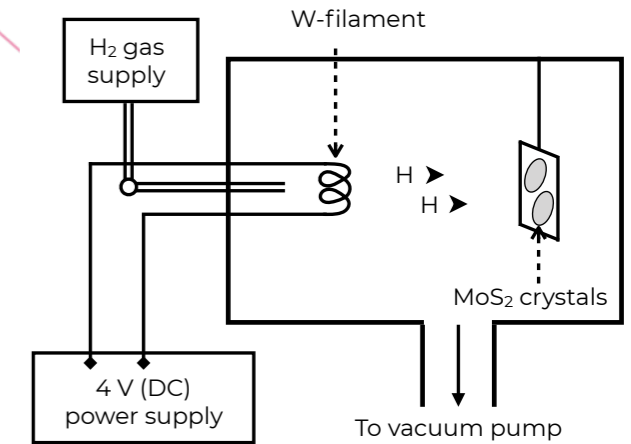 W-filament
H₂ gas
supply
H
H
MoS₂ crystals
4 V (DC)
power supply
To vacuum pump